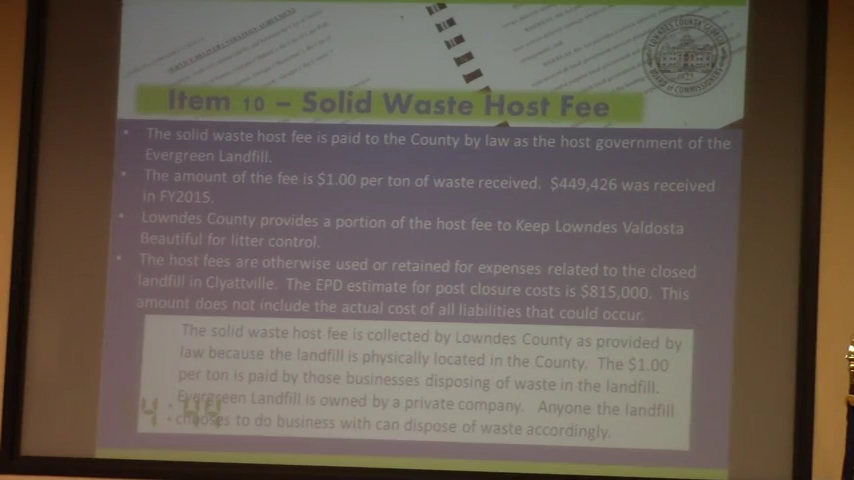 LOWNDES COUNTY GEORGIA
BOARD of COMMISSIONERS
Item 10 – Solid Waste Host Fee
• The solid waste host fee is paid to the County by law as the host government of the
Evergreen Landfill.
• The amount of the fee is $1.00 per ton of waste received. $449,426 was received
in FY2015.
• Lowndes County provides a portion of the host fee to Keep Lowndes Valdosta
Beautiful for litter control.
• The host fees are otherwise used or retained for expenses related to the closed
landfill in Clyattville. The EPD estimate for post closure costs is $815,000. This
amount does not include the actual cost of all liabilities that could occur.
The solid waste host fee is collected by Lowndes County as provided by
law because the landfill is physically located in the County. The $1.00
per ton is paid by those businesses disposing of waste in the landfill.
Evergreen Landfill is owned by a private company. Anyone the landfill
chooses to do business with can dispose of waste accordingly.
4:44